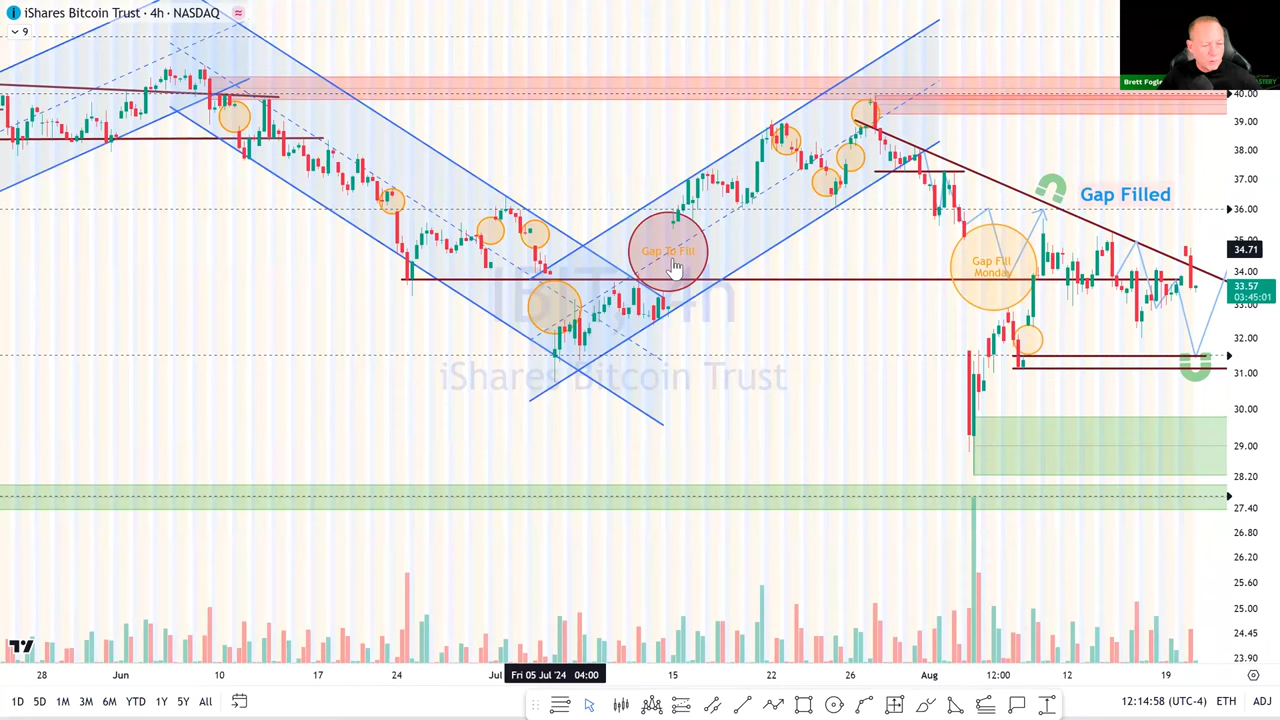 iShares Bitcoin Trust · 4h · NASDAQ
9
Brett Fogle
40.00
39.00
38.00
37.00
36.00
34.71
34.00
33.57
03:45:01
32.00
31.00
30.00
29.00
28.20
27.40
26.80
26.20
25.60
25.00
24.45
23.90
Gap Filled
Gap To Fill
Gap Fill
Monday
iShares Bitcoin Trust
28 Jun 10 17 24 Jul Fri 05 Jul '24 04:00 15 22 26 Aug 12:00 12 19
1D 5D 1M 3M 6M YTD 1Y 5Y All
12:14:58 (UTC-4) ETH ADJ